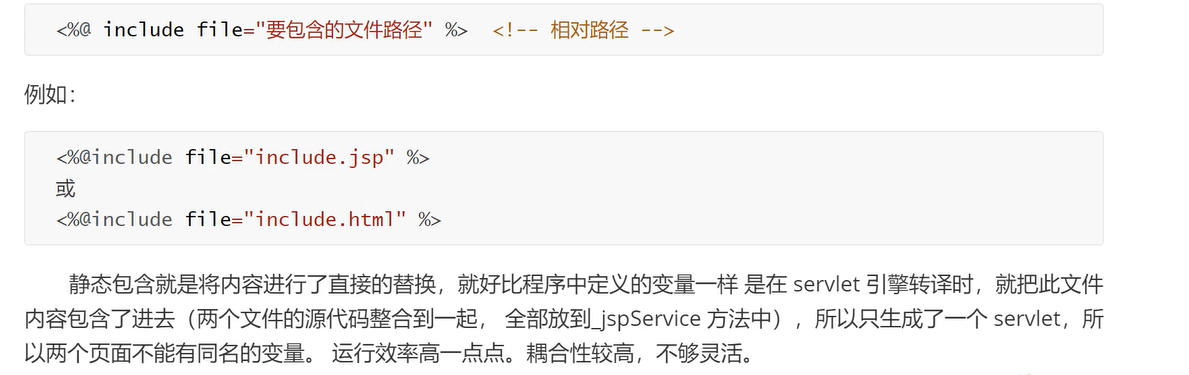 <%@ include file="要包含的文件路径" %>  <!-- 相对路径 -->
例如：
<%@include file="include.jsp" %>
或
<%@include file="include.html" %>
静态包含就是将内容进行了直接的替换，就好比程序中定义的变量一样 是在 servlet 引擎转译时，就把此文件
内容包含了进去（两个文件的源代码整合到一起， 全部放到_jspService 方法中），所以只生成了一个 servlet，所
以两个页面不能有同名的变量。 运行效率高一点点。耦合性较高，不够灵活。